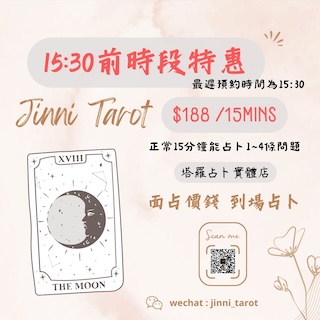 15:30前時段特惠
最遲預約時間為15:30
Jinni Tarot
$188 /15MINS
正常15分鐘能占卜1~4條問題
塔羅占卜實體店
面占價錢 到場占卜
XVIII
THE MOON
Scan me
wechat : jinni_tarot